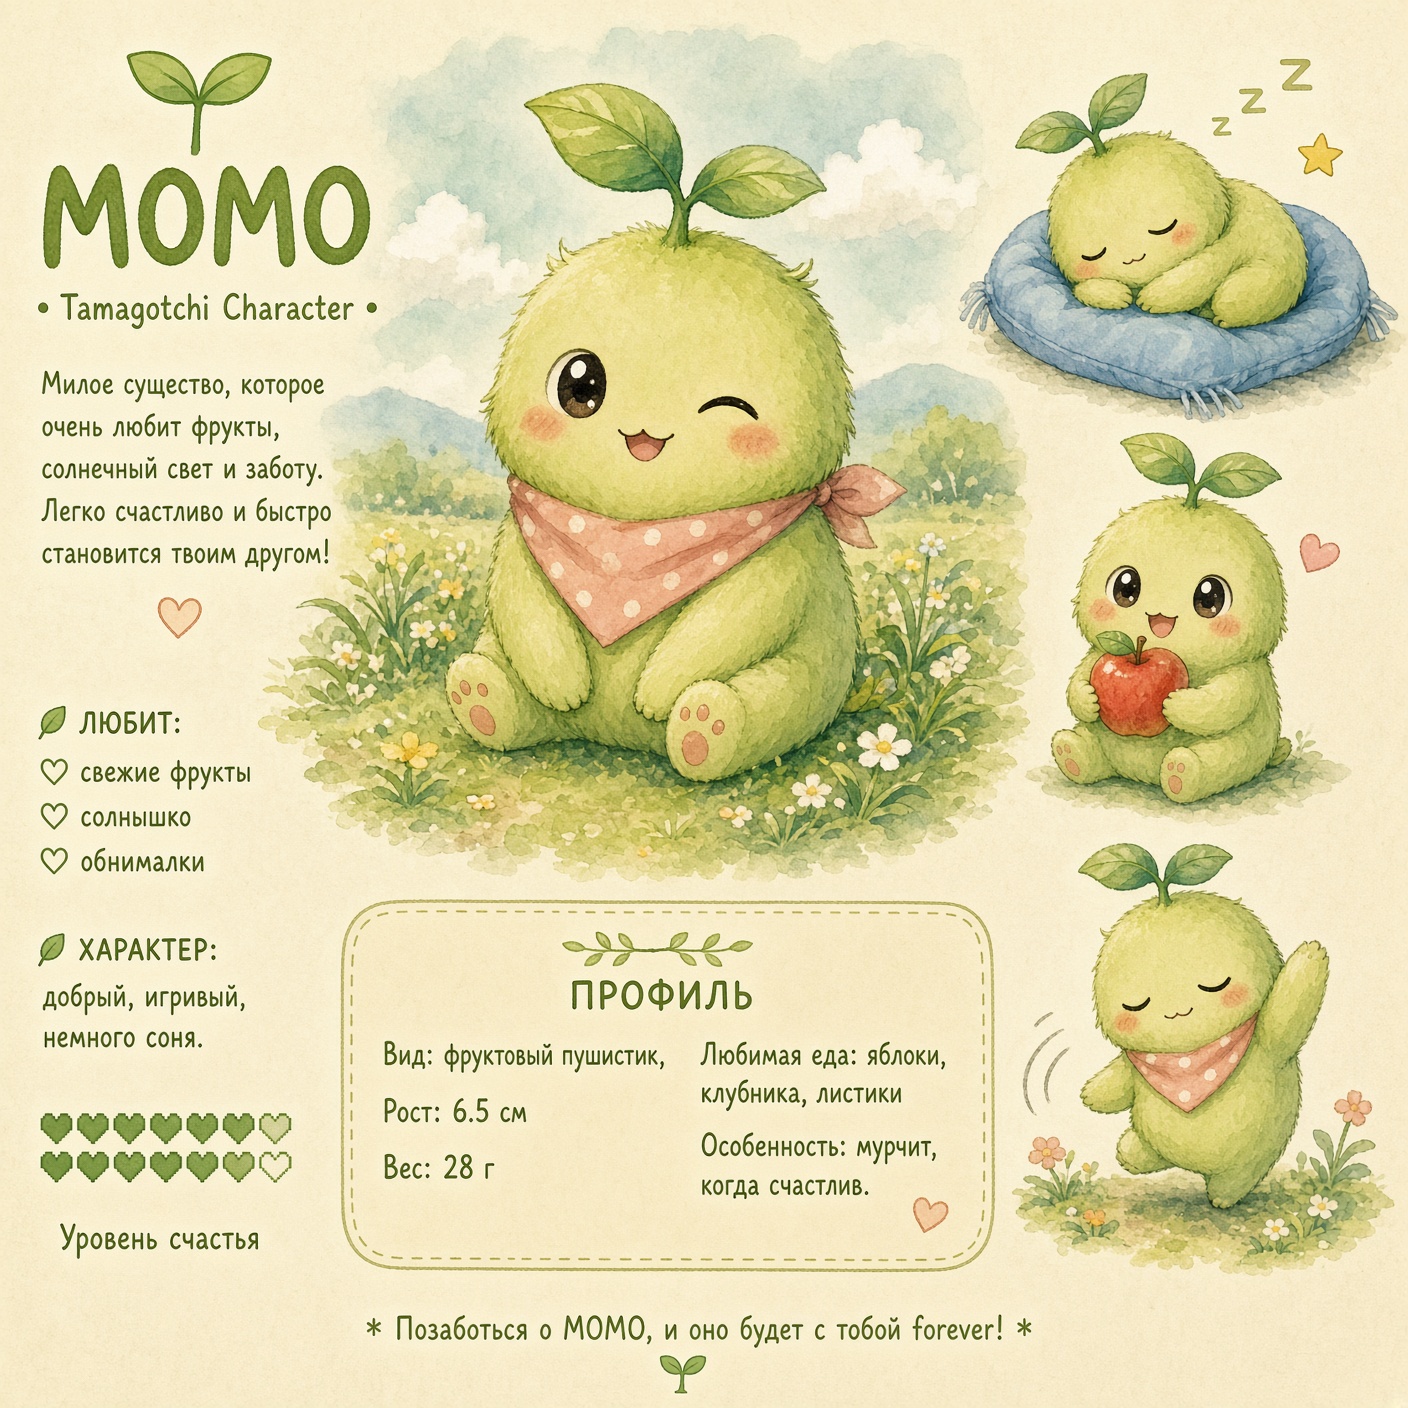 MOMO
• Tamagotchi Character •
Милое существо, которое
очень любит фрукты,
солнечный свет и заботу.
Легко счастливо и быстро
становится твоим другом!
ЛЮБИТ:
свежие фрукты
солнышко
обнималки
ХАРАКТЕР:
добрый, игривый,
немного соня.
Уровень счастья
z z z
ПРОФИЛЬ
Вид: фруктовый пушистик,
Рост: 6.5 см
Вес: 28 г
Любимая еда: яблоки,
клубника, листики
Особенность: мурчит,
когда счастлив.
* Позаботься о МОМО, и оно будет с тобой forever! *